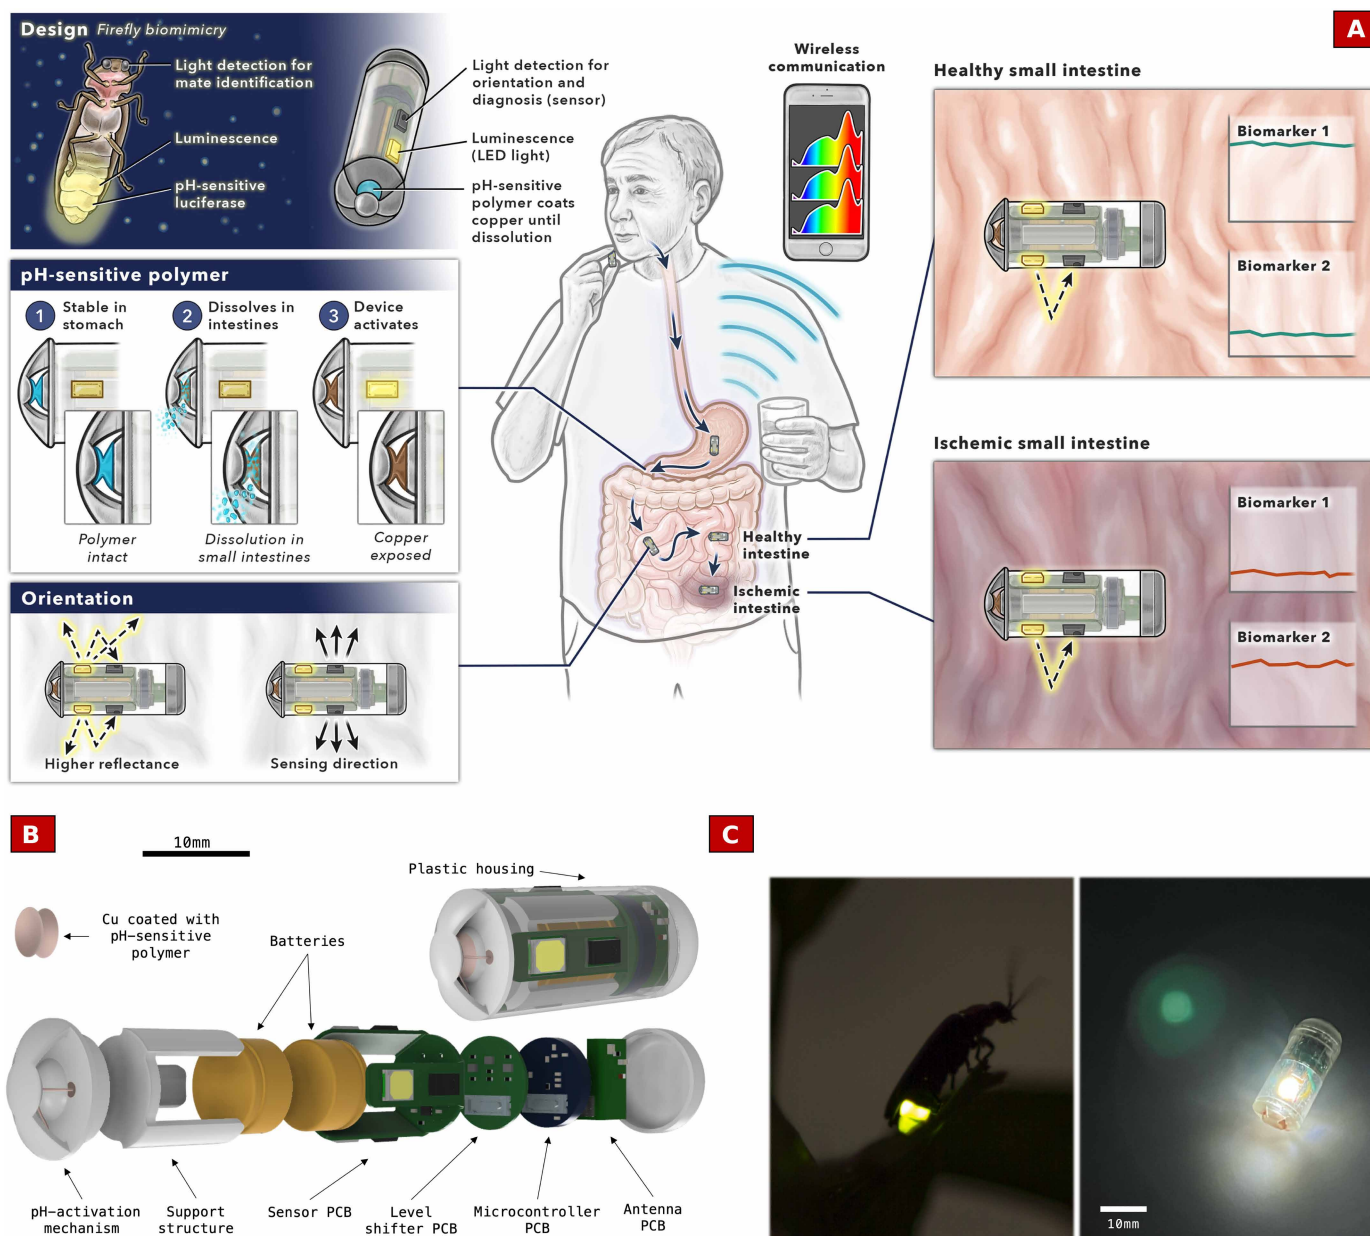 Design Firefly biomimicry
Light detection for
mate identification
Luminescence
pH-sensitive
luciferase
Light detection for
orientation and
diagnosis (sensor)
Luminescence
(LED light)
pH-sensitive
polymer coats
copper until
dissolution
pH-sensitive polymer
1 Stable in
stomach
2 Dissolves in
intestines
3 Device
activates
Polymer
intact
Dissolution in
small intestines
Copper
exposed
Orientation
Higher reflectance
Sensing direction
Wireless
communication
Healthy
intestine
Ischemic
intestine
A
Healthy small intestine
Biomarker 1
Biomarker 2
Ischemic small intestine
Biomarker 1
Biomarker 2
B
10mm
Plastic housing
Cu coated with
pH-sensitive
polymer
Batteries
pH-activation
mechanism
Support
structure
Sensor PCB
Level
shifter PCB
Microcontroller
PCB
Antenna
PCB
C
10mm